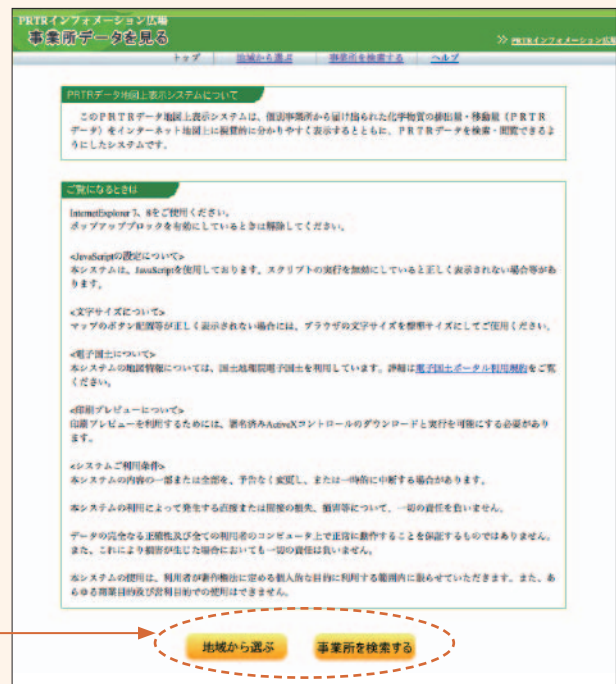 PRTRインフォメーション広場
事業所データを見る
PRTRインフォメーション広場
トップ 地域から選ぶ 事業所を検索する ヘルプ
PRTRデータ地図上表示システムについて
このPRTRデータ地図上表示システムは、個別事業所から届け出られた化学物質の排出量・移動量（PRTR
データ）をインターネット地図上に視覚的に分かりやすく表示するとともに、PRTRデータを検索・閲覧できるよ
うにしたシステムです。
ご覧になるときは
InternetExplorer 7、8をご使用ください。
ポップアップブロックを有効にしているときは解除してください。
<JavaScriptの設定について>
本システムは、JavaScriptを使用しております。スクリプトの実行を無効にしていると正しく表示されない場合等があ
ります。
<文字サイズについて>
マップのボタン配置等が正しく表示されない場合には、ブラウザの文字サイズを標準サイズにしてご使用ください。
<電子国土について>
本システムの地図情報については、国土地理院電子国土を利用しています。詳細は電子国土ポータル利用規約をご覧
ください。
<印刷プレビューについて>
印刷プレビューを利用するためには、署名済みActiveXコントロールのダウンロードと実行を可能にする必要があり
ます。
<システムご利用条件>
本システムの内容の一部または全部を、予告なく変更し、または一時的に中断する場合があります。
本システムの利用によって発生する直接または間接の損失、損害等について、一切の責任を負いません。
データの完全なる正確性及び全ての利用者のコンピュータ上で正常に動作することを保証するものではありません。
また、これにより損害が生じた場合においても一切の責任は負いません。
本システムの使用は、利用者が著作権法に定める個人的な目的に利用する範囲内に限らせていただきます。また、あ
らゆる商業目的及び営利目的での使用はできません。
地域から選ぶ 事業所を検索する